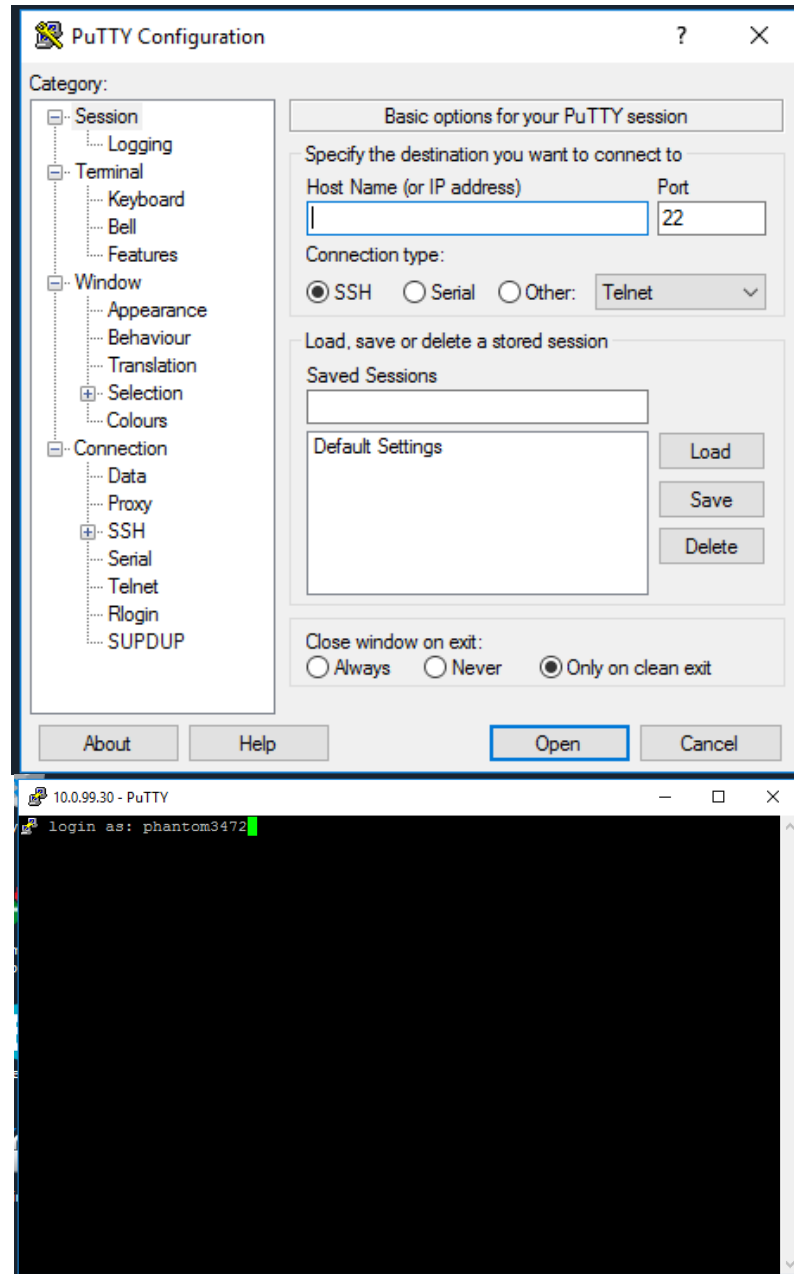 PuTTY Configuration ?
Category:
Session
Logging
Terminal
Keyboard
Bell
Features
Window
Appearance
Behaviour
Translation
Selection
Colours
Connection
Data
Proxy
SSH
Serial
Telnet
Rlogin
SUPDUP
Basic options for your PuTTY session
Specify the destination you want to connect to
Host Name (or IP address) Port
22
Connection type:
SSH Serial Other: Telnet
Load, save or delete a stored session
Saved Sessions
Default Settings
Load
Save
Delete
Close window on exit:
Always Never Only on clean exit
About Help Open Cancel
10.0.99.30 - PuTTY
login as: phantom3472